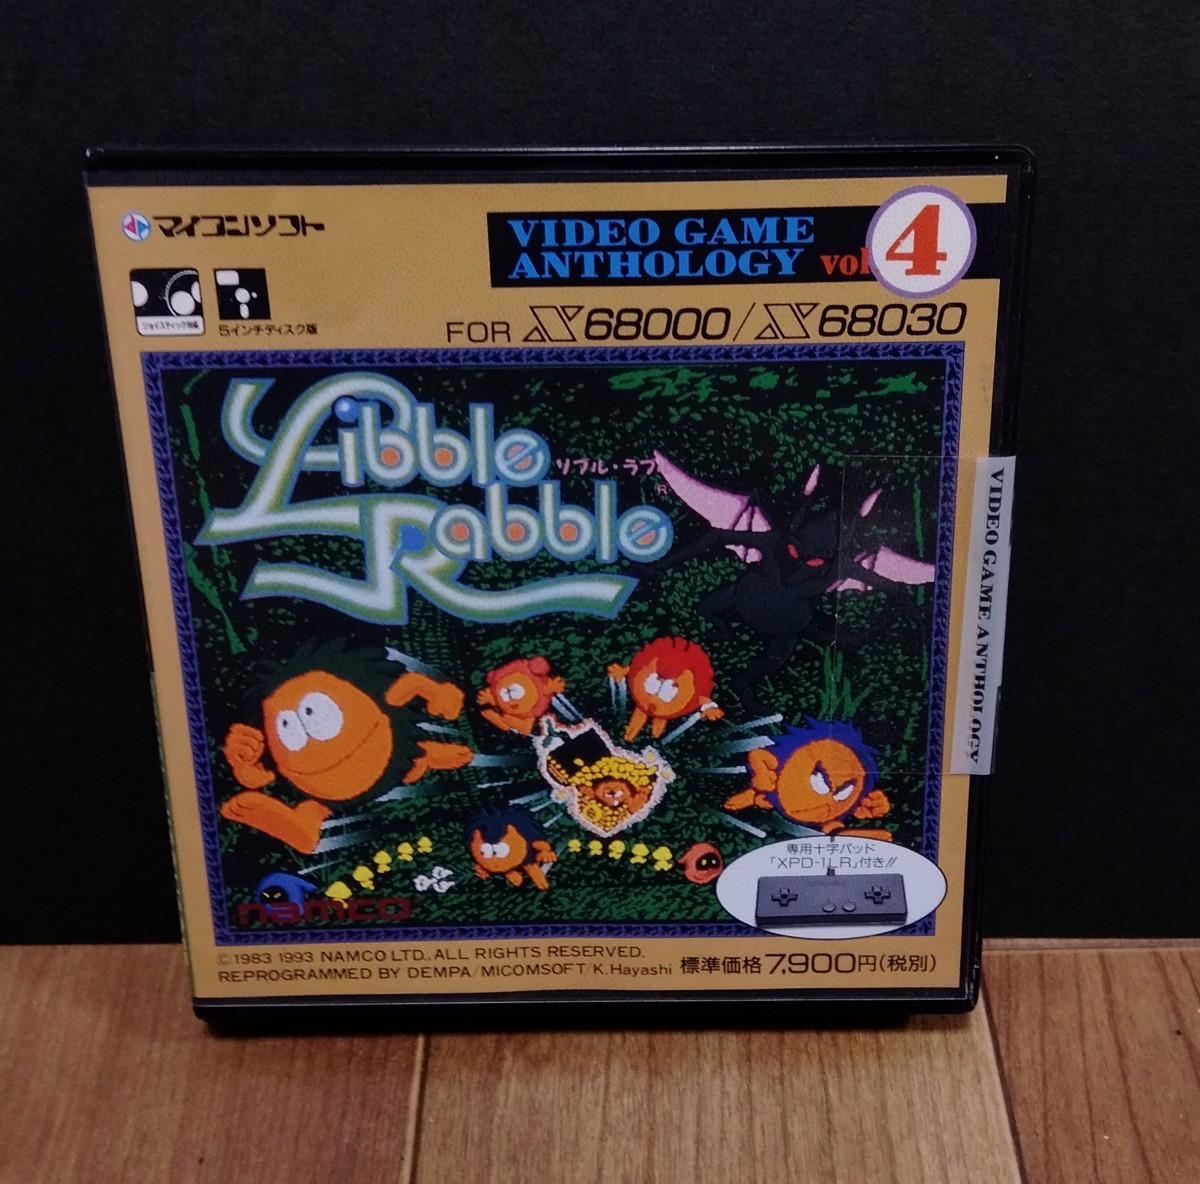 マイコンソフト
VIDEO GAME
ANTHOLOGY vol. 4
ジョイスティック対応
5インチディスク版
FOR X68000/X68030
Libble
Rabble
リブル・ラブ
R
VIDEO GAME ANTHOLOGY
専用十字パッド
「XPD-1LR」付き!!
namco
©1983 1993 NAMCO LTD., ALL RIGHTS RESERVED.
REPROGRAMMED BY DEMPA/MICOMSOFT/K.Hayashi 標準価格7,900円(税別)